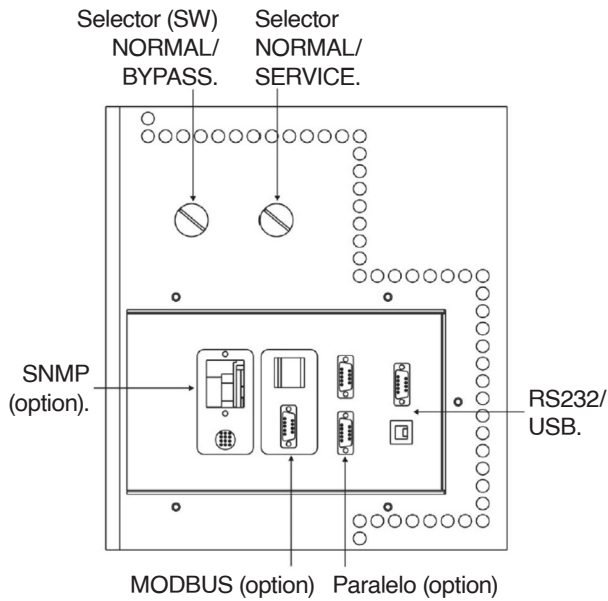 Selector (SW)
NORMAL/
BYPASS.
Selector
NORMAL/
SERVICE.
SNMP
(option).
RS232/
USB.
MODBUS (option)
Paralelo (option)